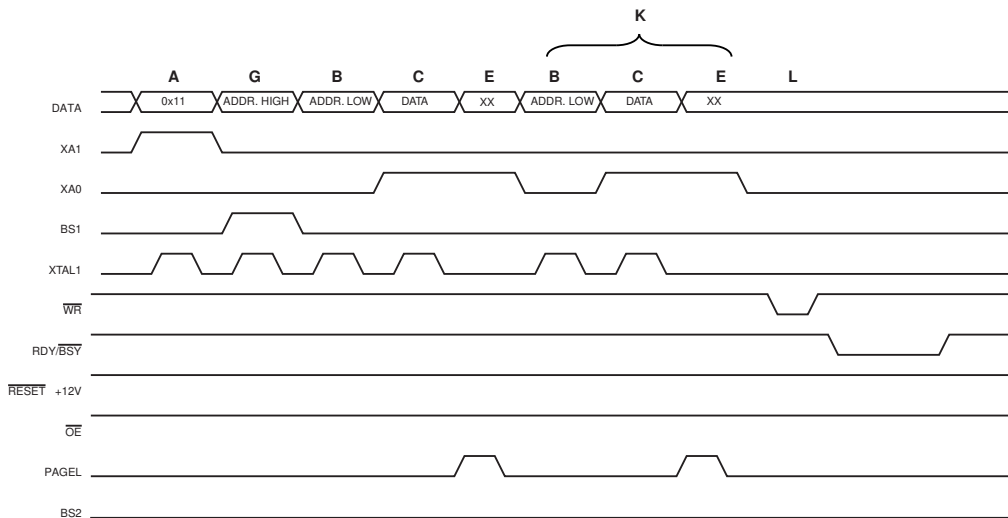 K
A G B C E B C E L
DATA 0x11 ADDR. HIGH ADDR. LOW DATA XX ADDR. LOW DATA XX
XA1
XA0
BS1
XTAL1
WR
RDY/BSY
RESET +12V
OE
PAGEL
BS2